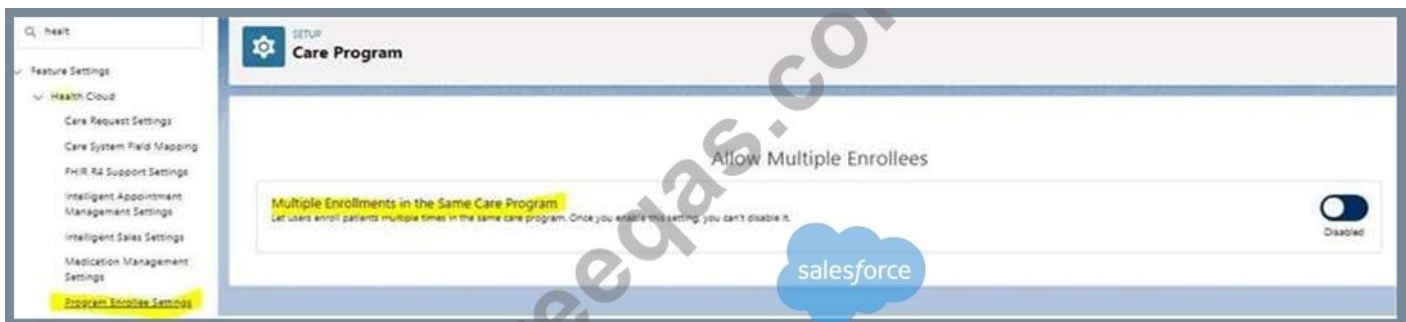 healt
SETUP
Care Program
Feature Settings
Health Cloud
Care Request Settings
Care System Field Mapping
FHIR R4 Support Settings
Intelligent Appointment
Management Settings
Intelligent Sales Settings
Medication Management
Settings
Program Enrollee Settings
Allow Multiple Enrollees
Multiple Enrollments in the Same Care Program
Let users enroll patients multiple times in the same care program. Once you enable this setting, you can't disable it.
Disabled
salesforce
eeqas.com